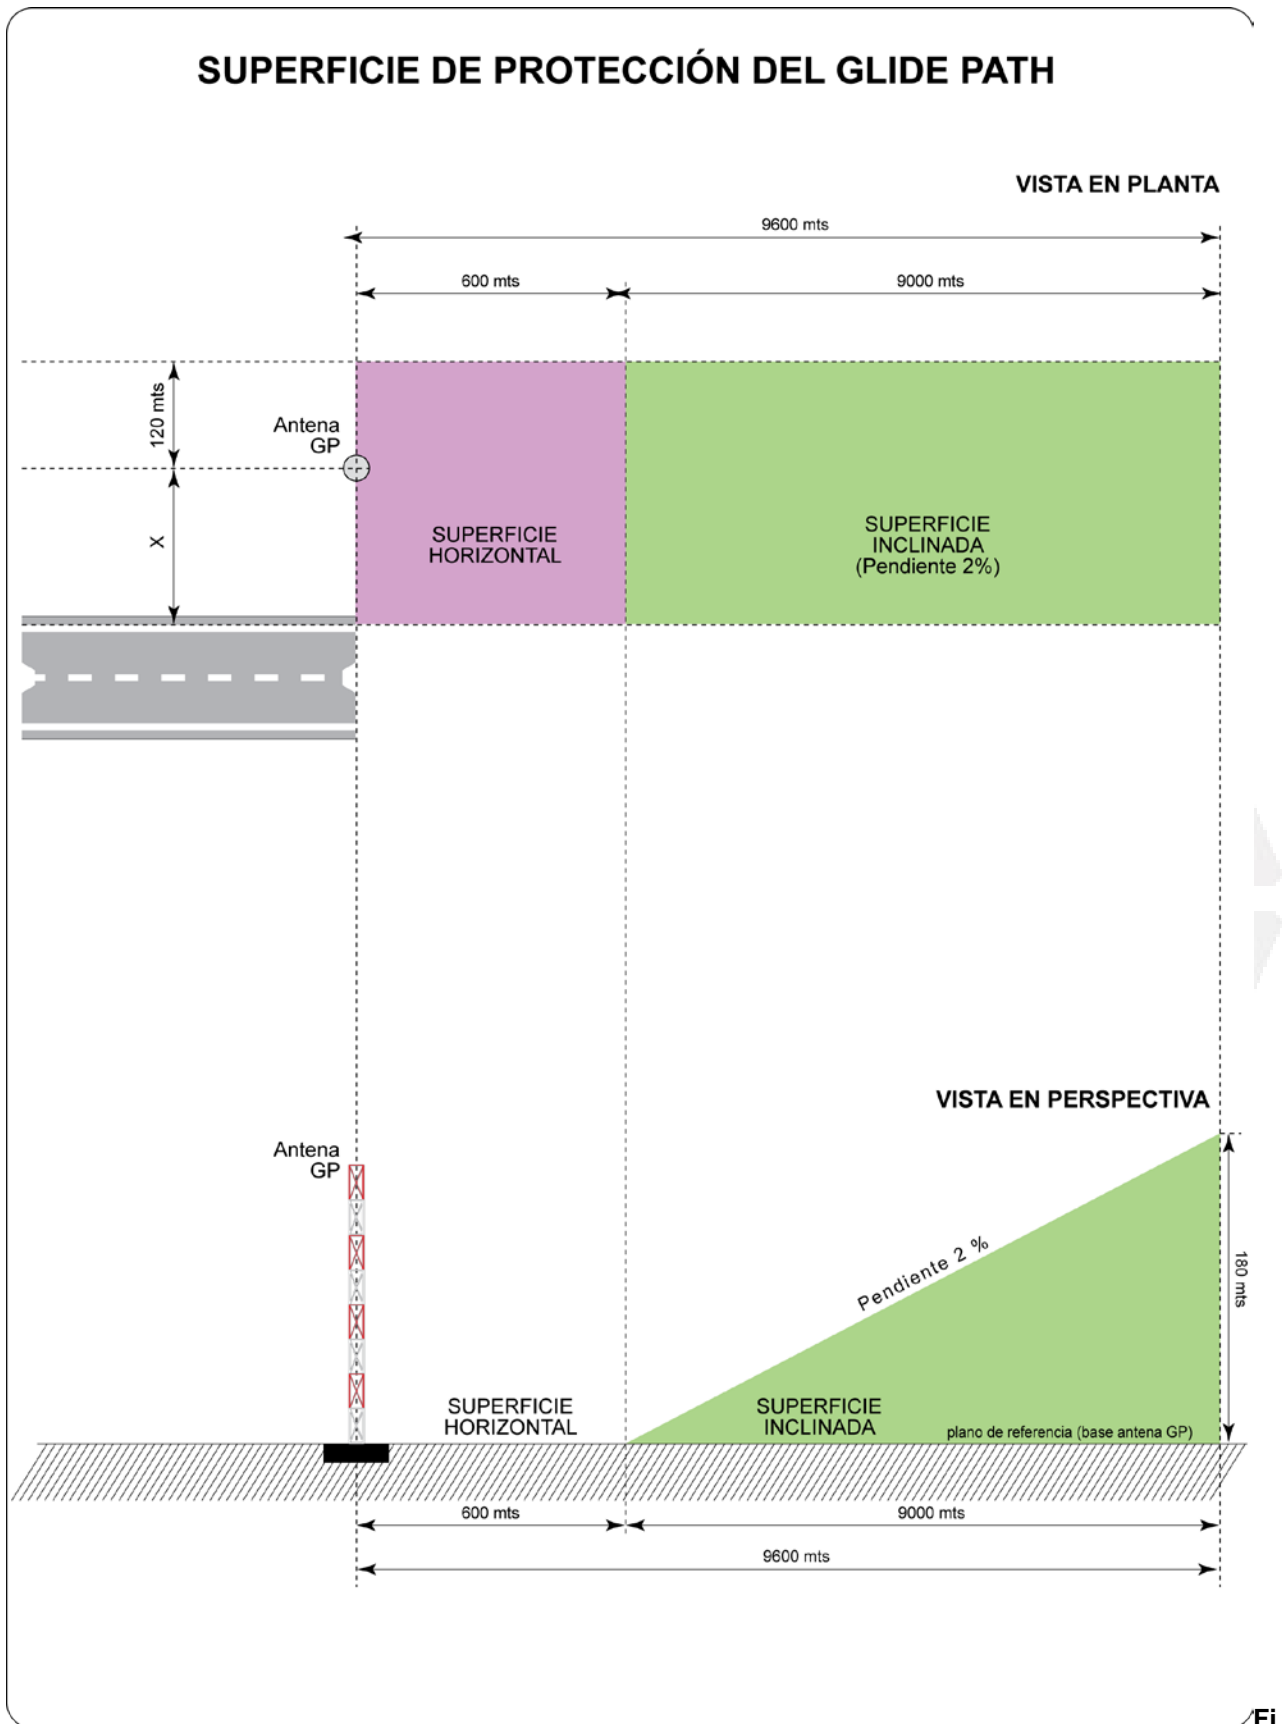 SUPERFICIE DE PROTECCIÓN DEL GLIDE PATH
VISTA EN PLANTA
9600 mts
600 mts
9000 mts
120 mts
Antena
GP
X
SUPERFICIE
HORIZONTAL
SUPERFICIE
INCLINADA
(Pendiente 2%)
VISTA EN PERSPECTIVA
Antena
GP
Pendiente 2 %
180 mts
SUPERFICIE
HORIZONTAL
SUPERFICIE
INCLINADA
plano de referencia (base antena GP)
600 mts
9000 mts
9600 mts
Fi